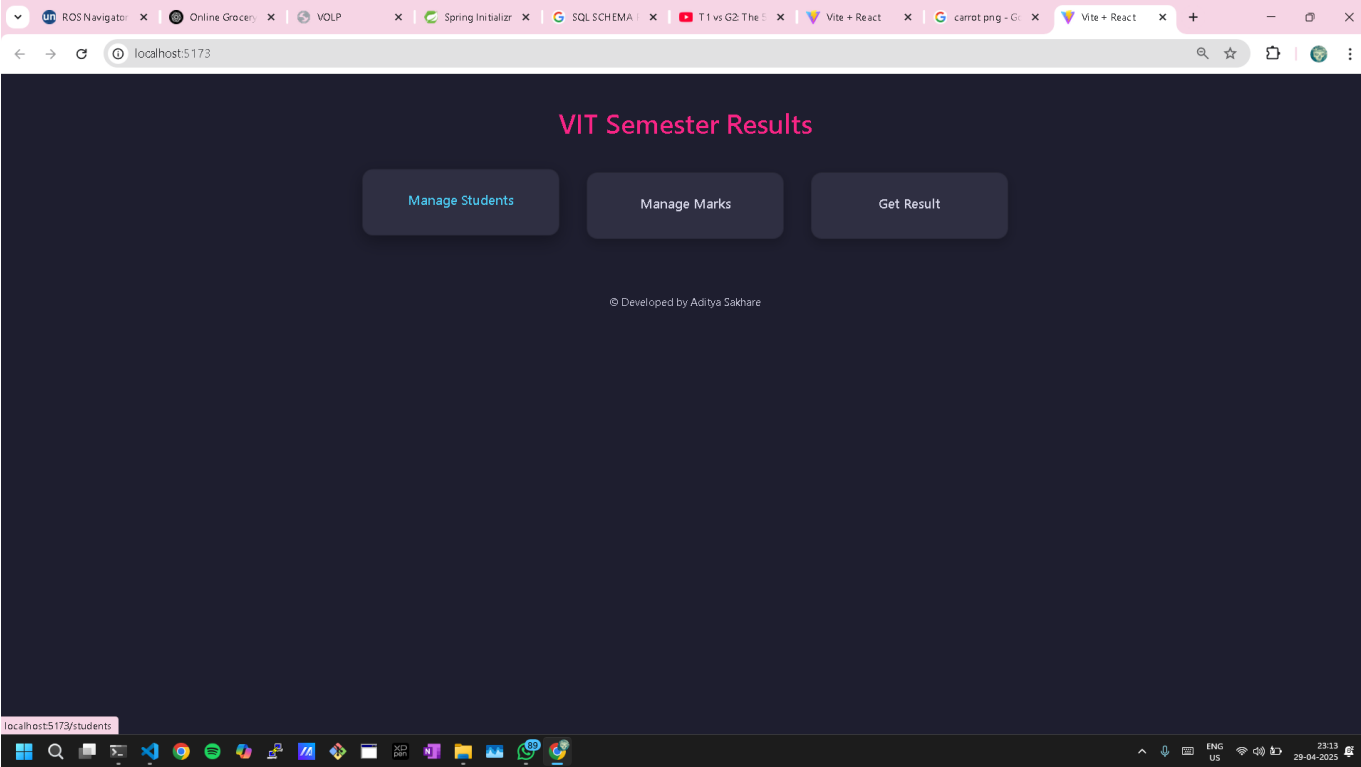 ROS Navigator
Online Grocery
VOLP
Spring Initializr
SQL SCHEMA
T1 vs G2: The
Vite + React
carrot png - Go
Vite + React
localhost:5173
VIT Semester Results
Manage Students
Manage Marks
Get Result
© Developed by Aditya Sakhare
localhost:5173/students
89
ENG
US
23:13
29-04-2025